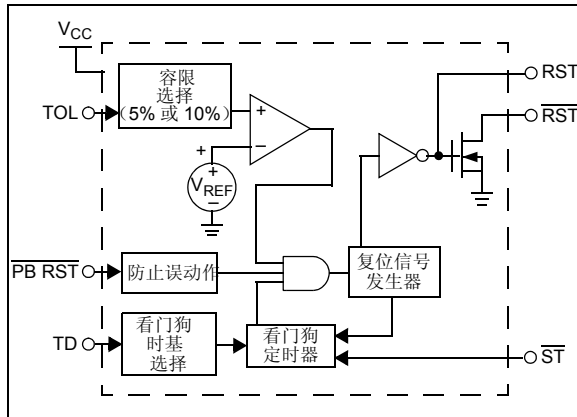 VCC
容限
选择
(5% 或 10%)
TOL
+
−
+
+
VREF
−
RST
RST
PB RST
防止误动作
复位信号
发生器
TD
看门狗
时基
选择
看门狗
定时器
ST